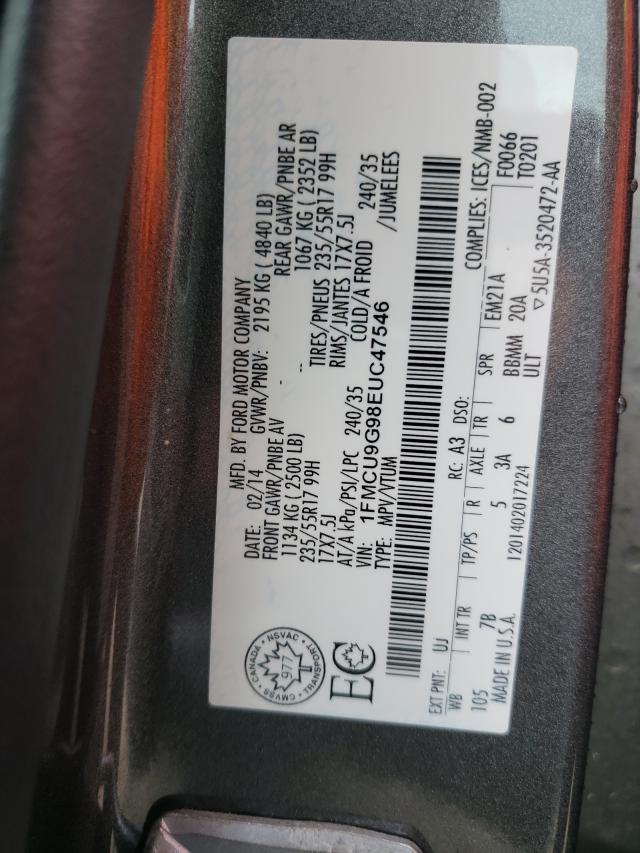 MFD. BY FORD MOTOR COMPANY
DATE: 02/14 GVWR/PNBV: 2195 KG ( 4840 LB)
FRONT GAWR/PNBE AV REAR GAWR/PNBE AR
1134 KG ( 2500 LB) 1067 KG ( 2352 LB)
235/55R17 99H TIRES/PNEUS 235/55R17 99H
17X7.5J RIMS/JANTES 17X7.5J
AT/A kPa/PSI/LPC 240/35 COLD/A FROID 240/35
VIN: 1FMCU9G98EUC47546 /JUMELEES
TYPE: MPV/VTUM
CMVSS • CANADA • NSVAC • TRANSPORT
977
EC
EXT PNT: UJ RC: A3 DSO: COMPLIES: ICES/NMB-002
WB INT TR TP/PS R AXLE TR SPR EM21A F0066
105 7B 5 3A 6 BBMM 20A T0201
MADE IN U.S.A. 1201402017224 ULT ▽ 5U5A-3520472-AA